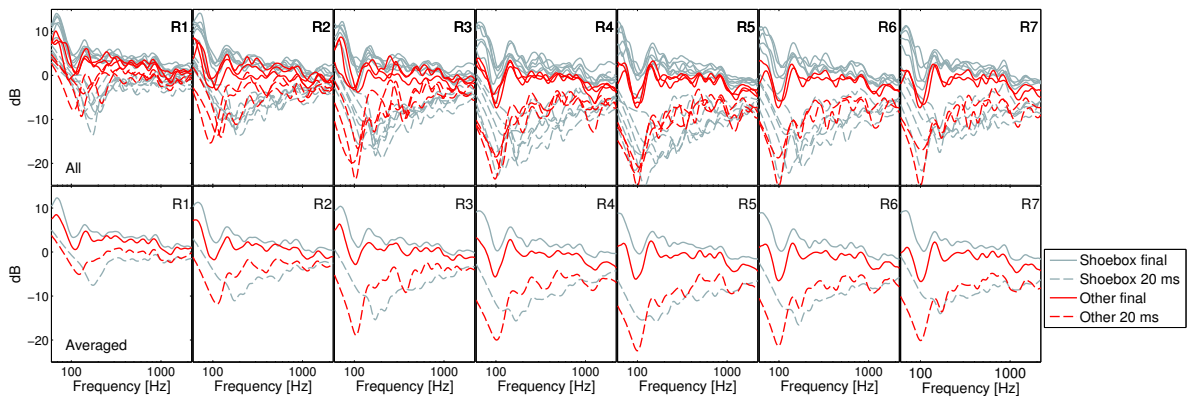 R1 R2 R3 R4 R5 R6 R7
10
0
dB
−10
−20
All
R1 R2 R3 R4 R5 R6 R7
10
0
dB
−10
−20
Averaged
Shoebox final
Shoebox 20 ms
Other final
Other 20 ms
100 1000 100 1000 100 1000 100 1000 100 1000 100 1000 100 1000
Frequency [Hz] Frequency [Hz] Frequency [Hz] Frequency [Hz] Frequency [Hz] Frequency [Hz] Frequency [Hz]